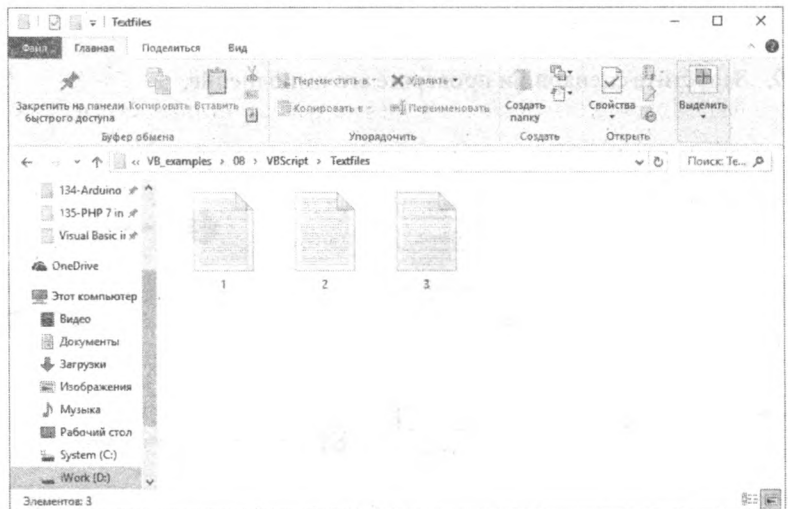 Textfiles
Файл Главная Поделиться Вид
Закрепить на панели быстрого доступа
Копировать Вставить
Буфер обмена
Переместить в
Копировать в
Удалить
Переименовать
Упорядочить
Создать папку
Создать
Свойства
Открыть
Выделить
« VB_examples › 08 › VBScript › Textfiles
Поиск: Te...
134-Arduino
135-PHP 7 in
Visual Basic
OneDrive
Этот компьютер
Видео
Документы
Загрузки
Изображения
Музыка
Рабочий стол
System (C:)
iWork (D:)
1
2
3
Элементов: 3